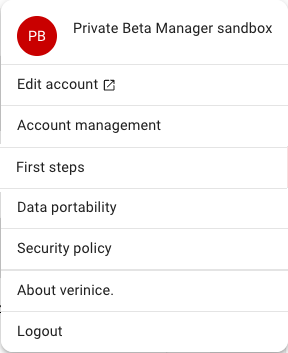 PB
Private Beta Manager sandbox
Edit account
Account management
First steps
Data portability
Security policy
About verinice.
Logout